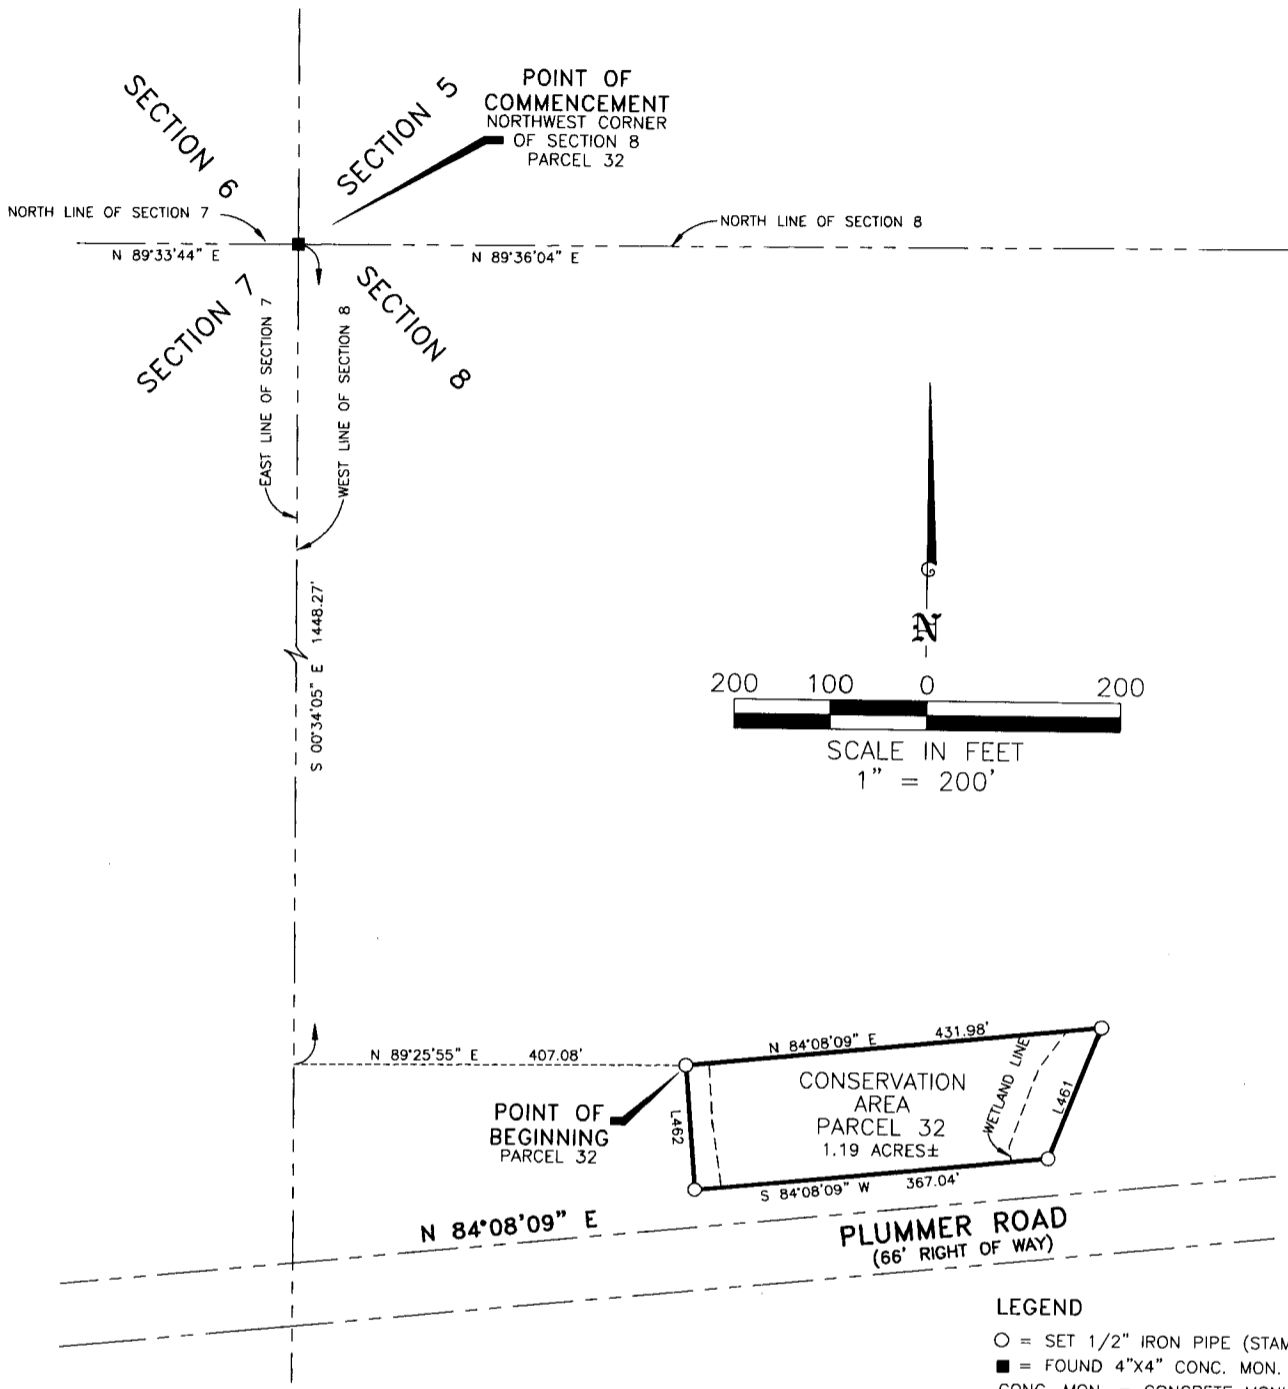 SECTION 6
SECTION 5
POINT OF
COMMENCEMENT
NORTHWEST CORNER
OF SECTION 8
PARCEL 32
NORTH LINE OF SECTION 7
NORTH LINE OF SECTION 8
N 89°33'44" E
N 89°36'04" E
SECTION 7
SECTION 8
EAST LINE OF SECTION 7
WEST LINE OF SECTION 8
S 00°34'05" E 1448.27'
N
200 100 0 200
SCALE IN FEET
1" = 200'
N 89°25'55" E 407.08'
N 84°08'09" E 431.98'
CONSERVATION
AREA
PARCEL 32
1.19 ACRES±
WETLAND LINE
L461
L462
POINT OF
BEGINNING
PARCEL 32
S 84°08'09" W 367.04'
N 84°08'09" E
PLUMMER ROAD
(66' RIGHT OF WAY)
LEGEND
O = SET 1/2" IRON PIPE (STAM
■ = FOUND 4"X4" CONC. MON.
CONC. MON. = CONCRETE